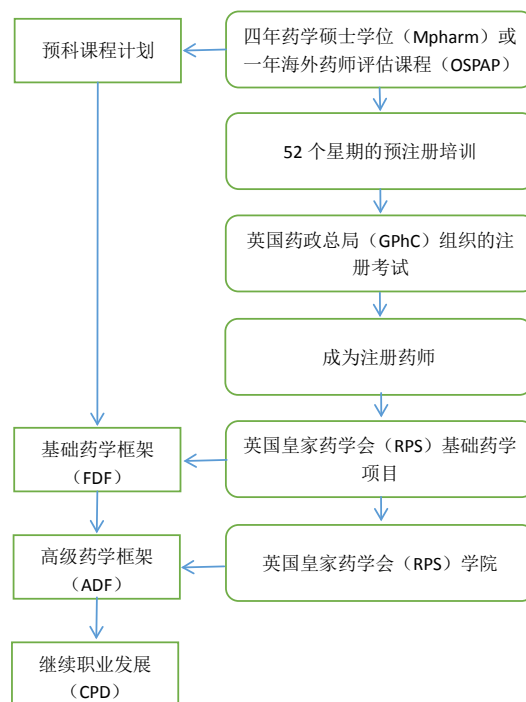 预科课程计划
四年药学硕士学位（Mpharm）或
一年海外药师评估课程（OSPAP）
52 个星期的预注册培训
英国药政总局（GPhC）组织的注
册考试
成为注册药师
基础药学框架
（FDF）
英国皇家药学会（RPS）基础药学
项目
高级药学框架
（ADF）
英国皇家药学会（RPS）学院
继续职业发展
（CPD）